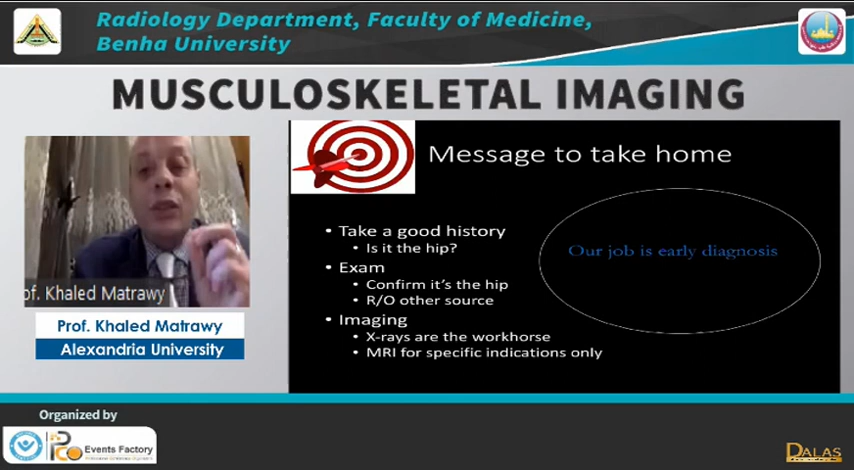 Radiology Department, Faculty of Medicine,
Benha University
MUSCULOSKELETAL IMAGING
Message to take home
• Take a good history
• Is it the hip?
• Exam
• Confirm it's the hip
• R/O other source
• Imaging
• X-rays are the workhorse
• MRI for specific indications only
Our job is early diagnosis
of. Khaled Matrawy
Prof. Khaled Matrawy
Alexandria University
Organized by
Pco
Events Factory
DALAS